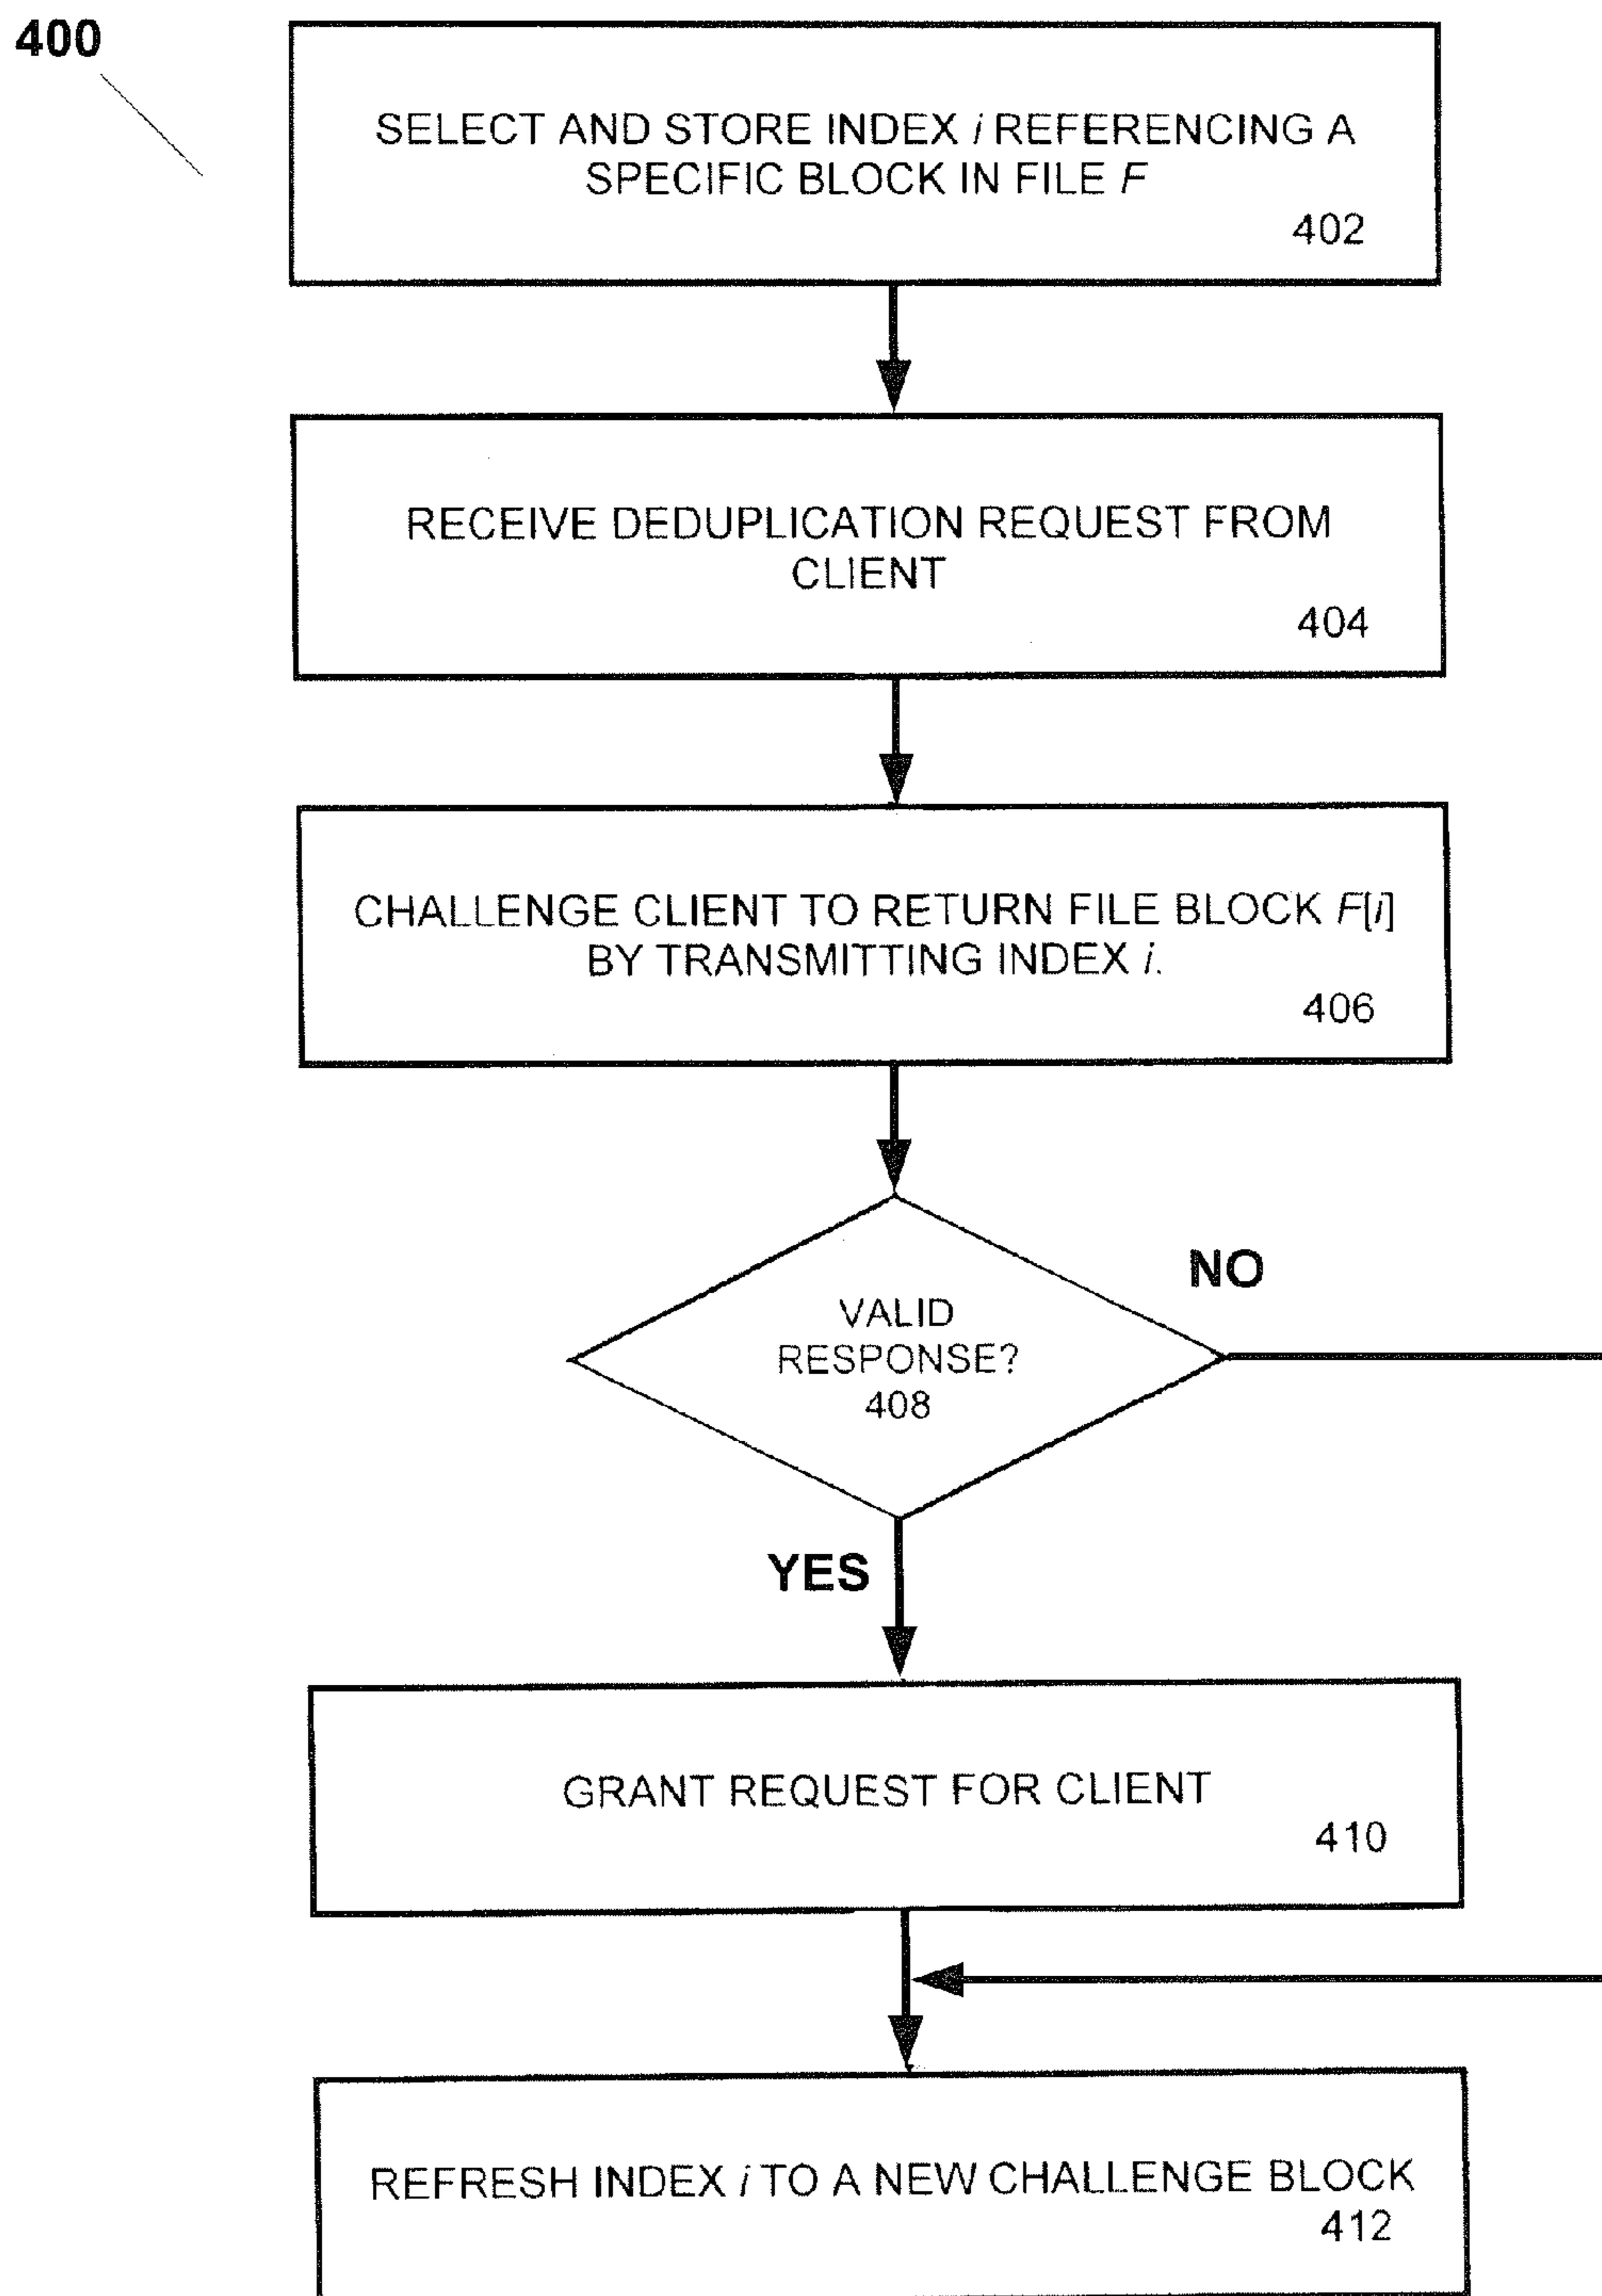 400
SELECT AND STORE INDEX i REFERENCING A
SPECIFIC BLOCK IN FILE F
402
RECEIVE DEDUPLICATION REQUEST FROM
CLIENT
404
CHALLENGE CLIENT TO RETURN FILE BLOCK F[i]
BY TRANSMITTING INDEX i.
406
VALID
RESPONSE?
408
NO
YES
GRANT REQUEST FOR CLIENT
410
REFRESH INDEX i TO A NEW CHALLENGE BLOCK
412